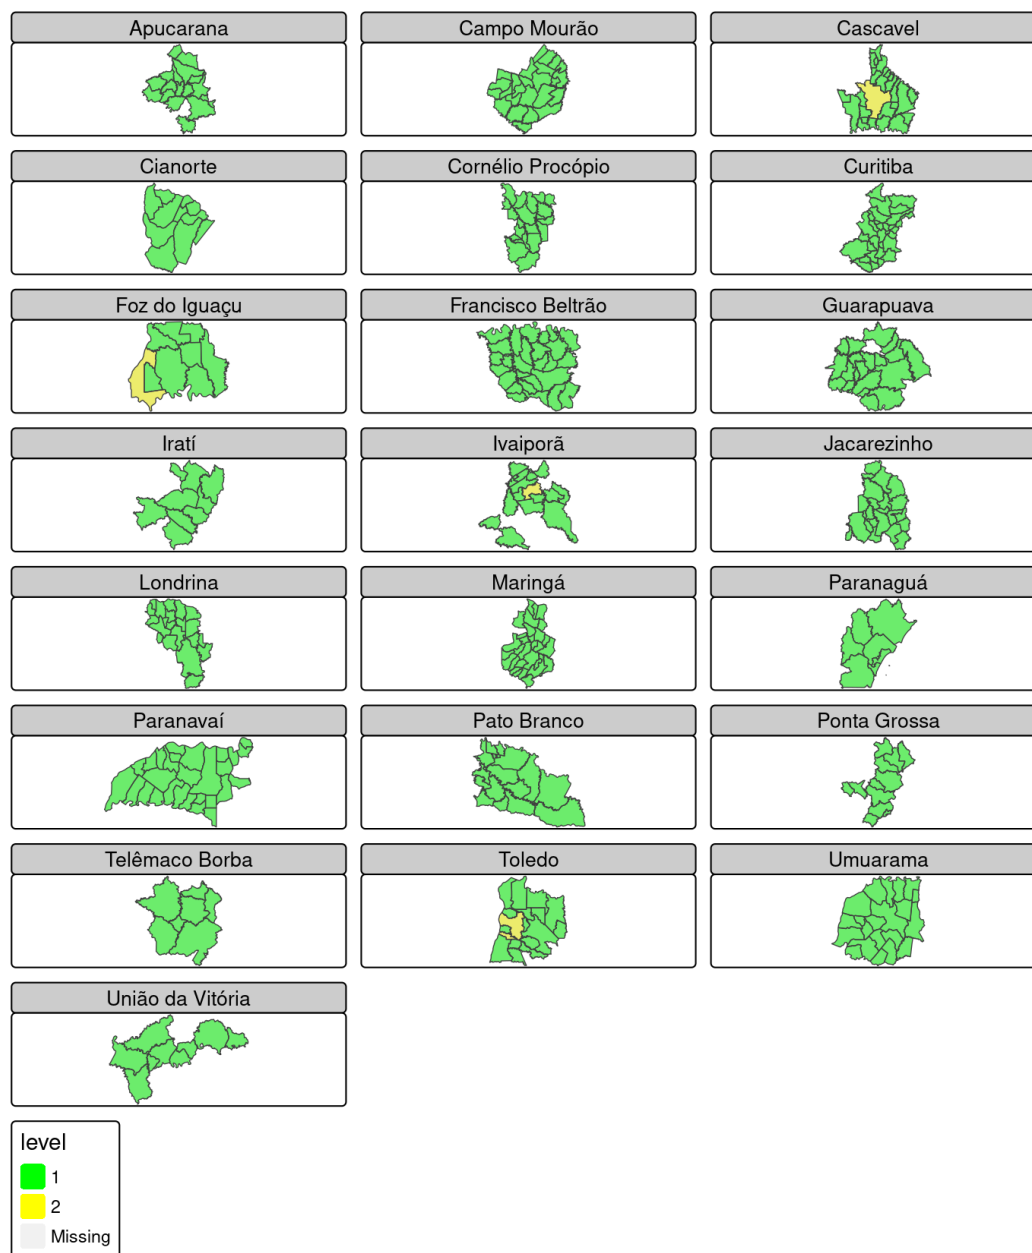 Apucarana
Campo Mourão
Cascavel
Cianorte
Cornélio Procópio
Curitiba
Foz do Iguaçu
Francisco Beltrão
Guarapuava
Iratí
Ivaiporã
Jacarezinho
Londrina
Maringá
Paranaguá
Paranavaí
Pato Branco
Ponta Grossa
Telêmaco Borba
Toledo
Umuarama
União da Vitória
level
1
2
Missing